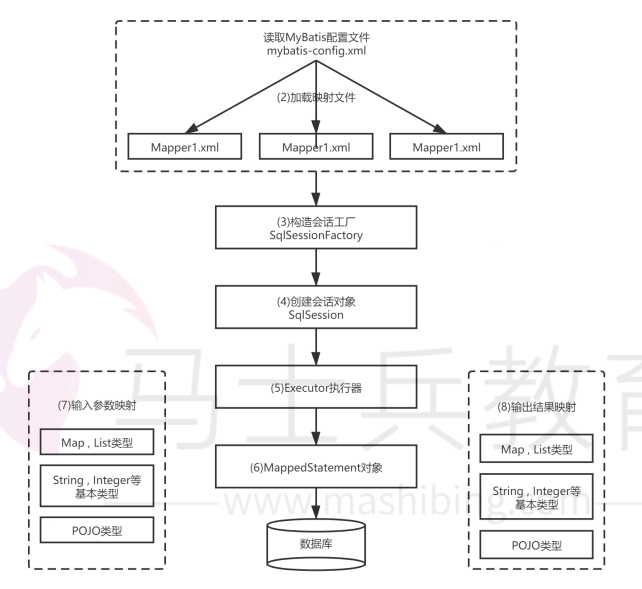 读取MyBatis配置文件
mybatis-config.xml
(2)加载映射文件
Mapper1.xml
Mapper1.xml
Mapper1.xml
(3)构造会话工厂
SqlSessionFactory
(4)创建会话对象
SqlSession
(5)Executor执行器
(6)MappedStatement对象
数据库
(7)输入参数映射
Map , List类型
String , Integer等
基本类型
POJO类型
(8)输出结果映射
Map , List类型
String , Integer等
基本类型
POJO类型
马士兵教育
www.mashibing.com